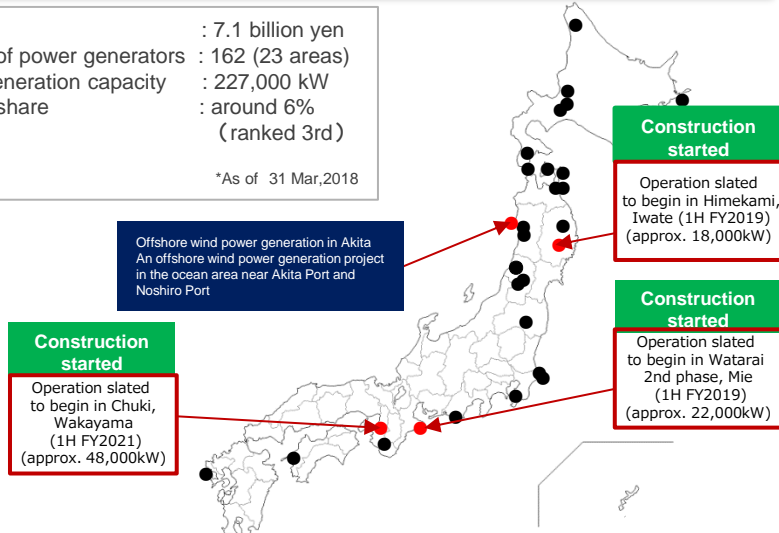 : 7.1 billion yen
of power generators : 162 (23 areas)
eneration capacity : 227,000 kW
share : around 6%
（ranked 3rd）
*As of 31 Mar,2018
Construction
started
Operation slated
to begin in Himekami,
Iwate (1H FY2019)
(approx. 18,000kW)
Offshore wind power generation in Akita
An offshore wind power generation project
in the ocean area near Akita Port and
Noshiro Port
Construction
started
Operation slated
to begin in Watarai
2nd phase, Mie
(1H FY2019)
(approx. 22,000kW)
Construction
started
Operation slated
to begin in Chuki,
Wakayama
(1H FY2021)
(approx. 48,000kW)